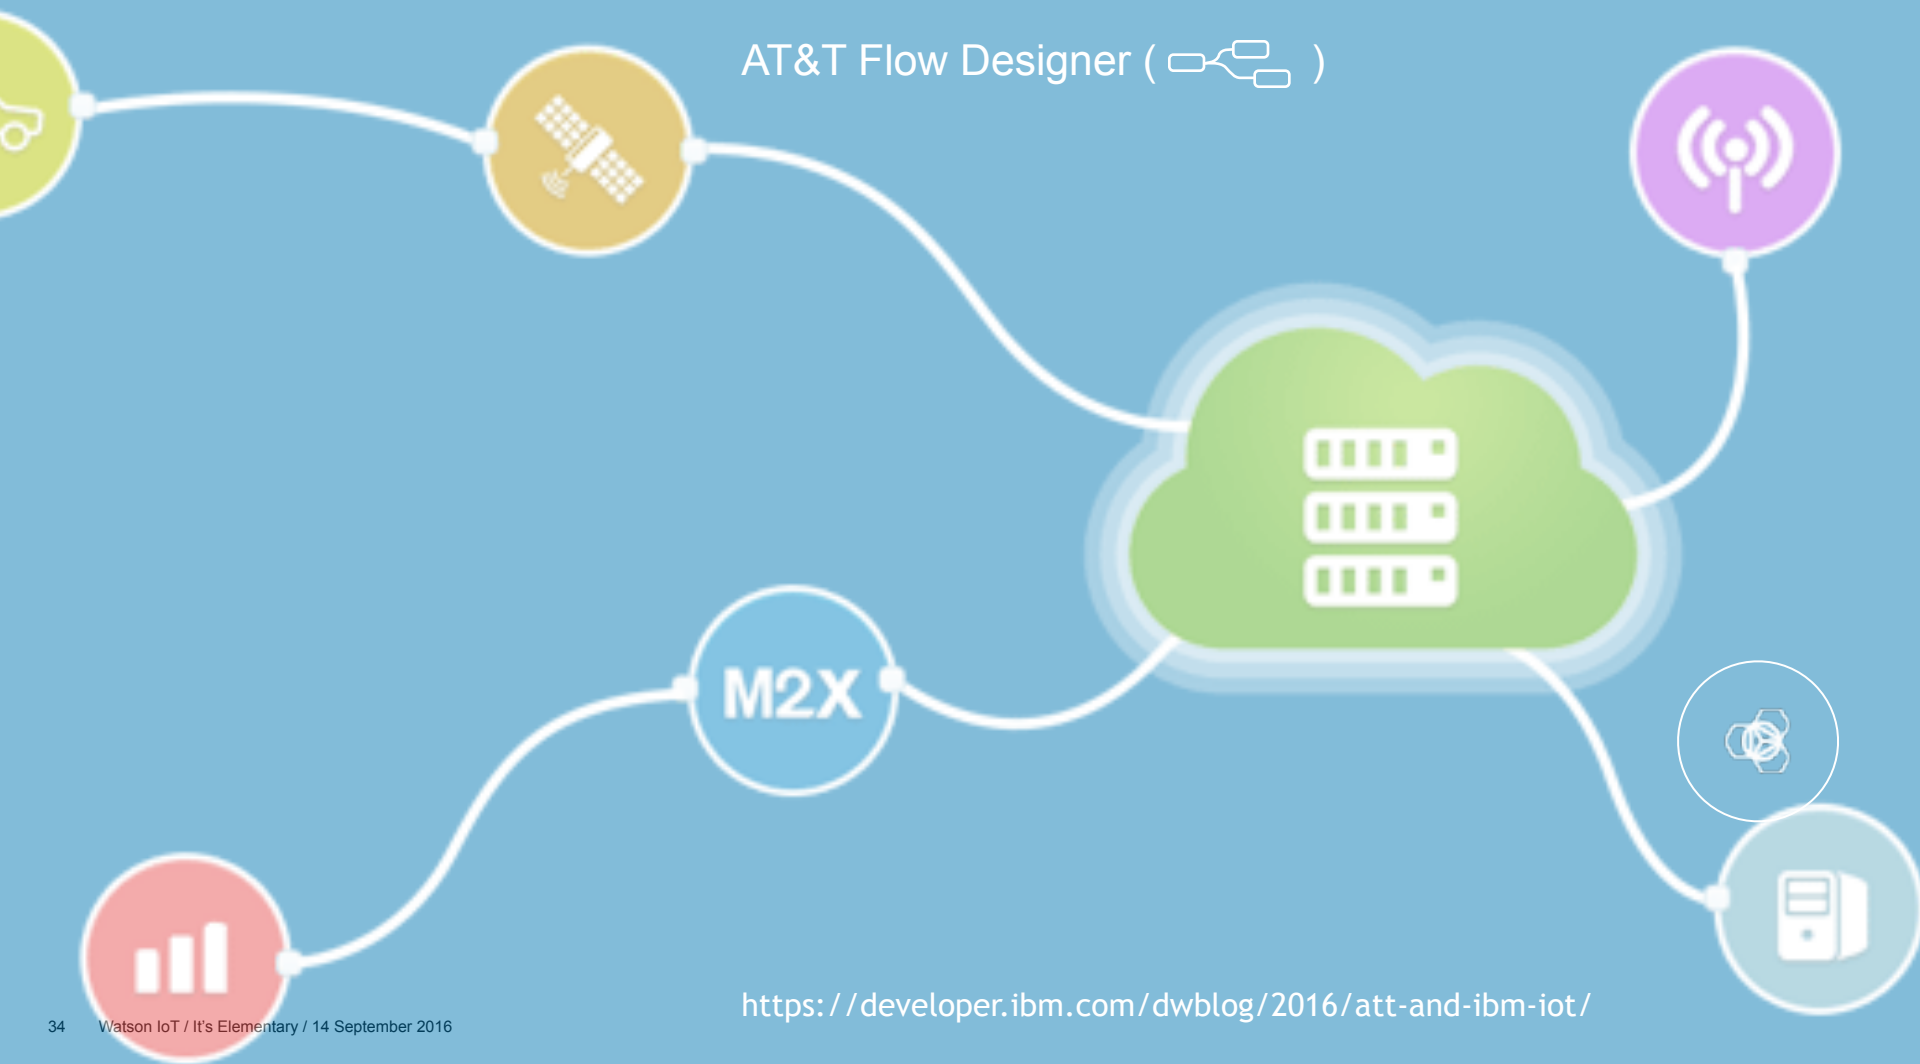 AT&T Flow Designer ( )
M2X
https://developer.ibm.com/dwblog/2016/att-and-ibm-iot/
34 Watson IoT / It's Elementary / 14 September 2016